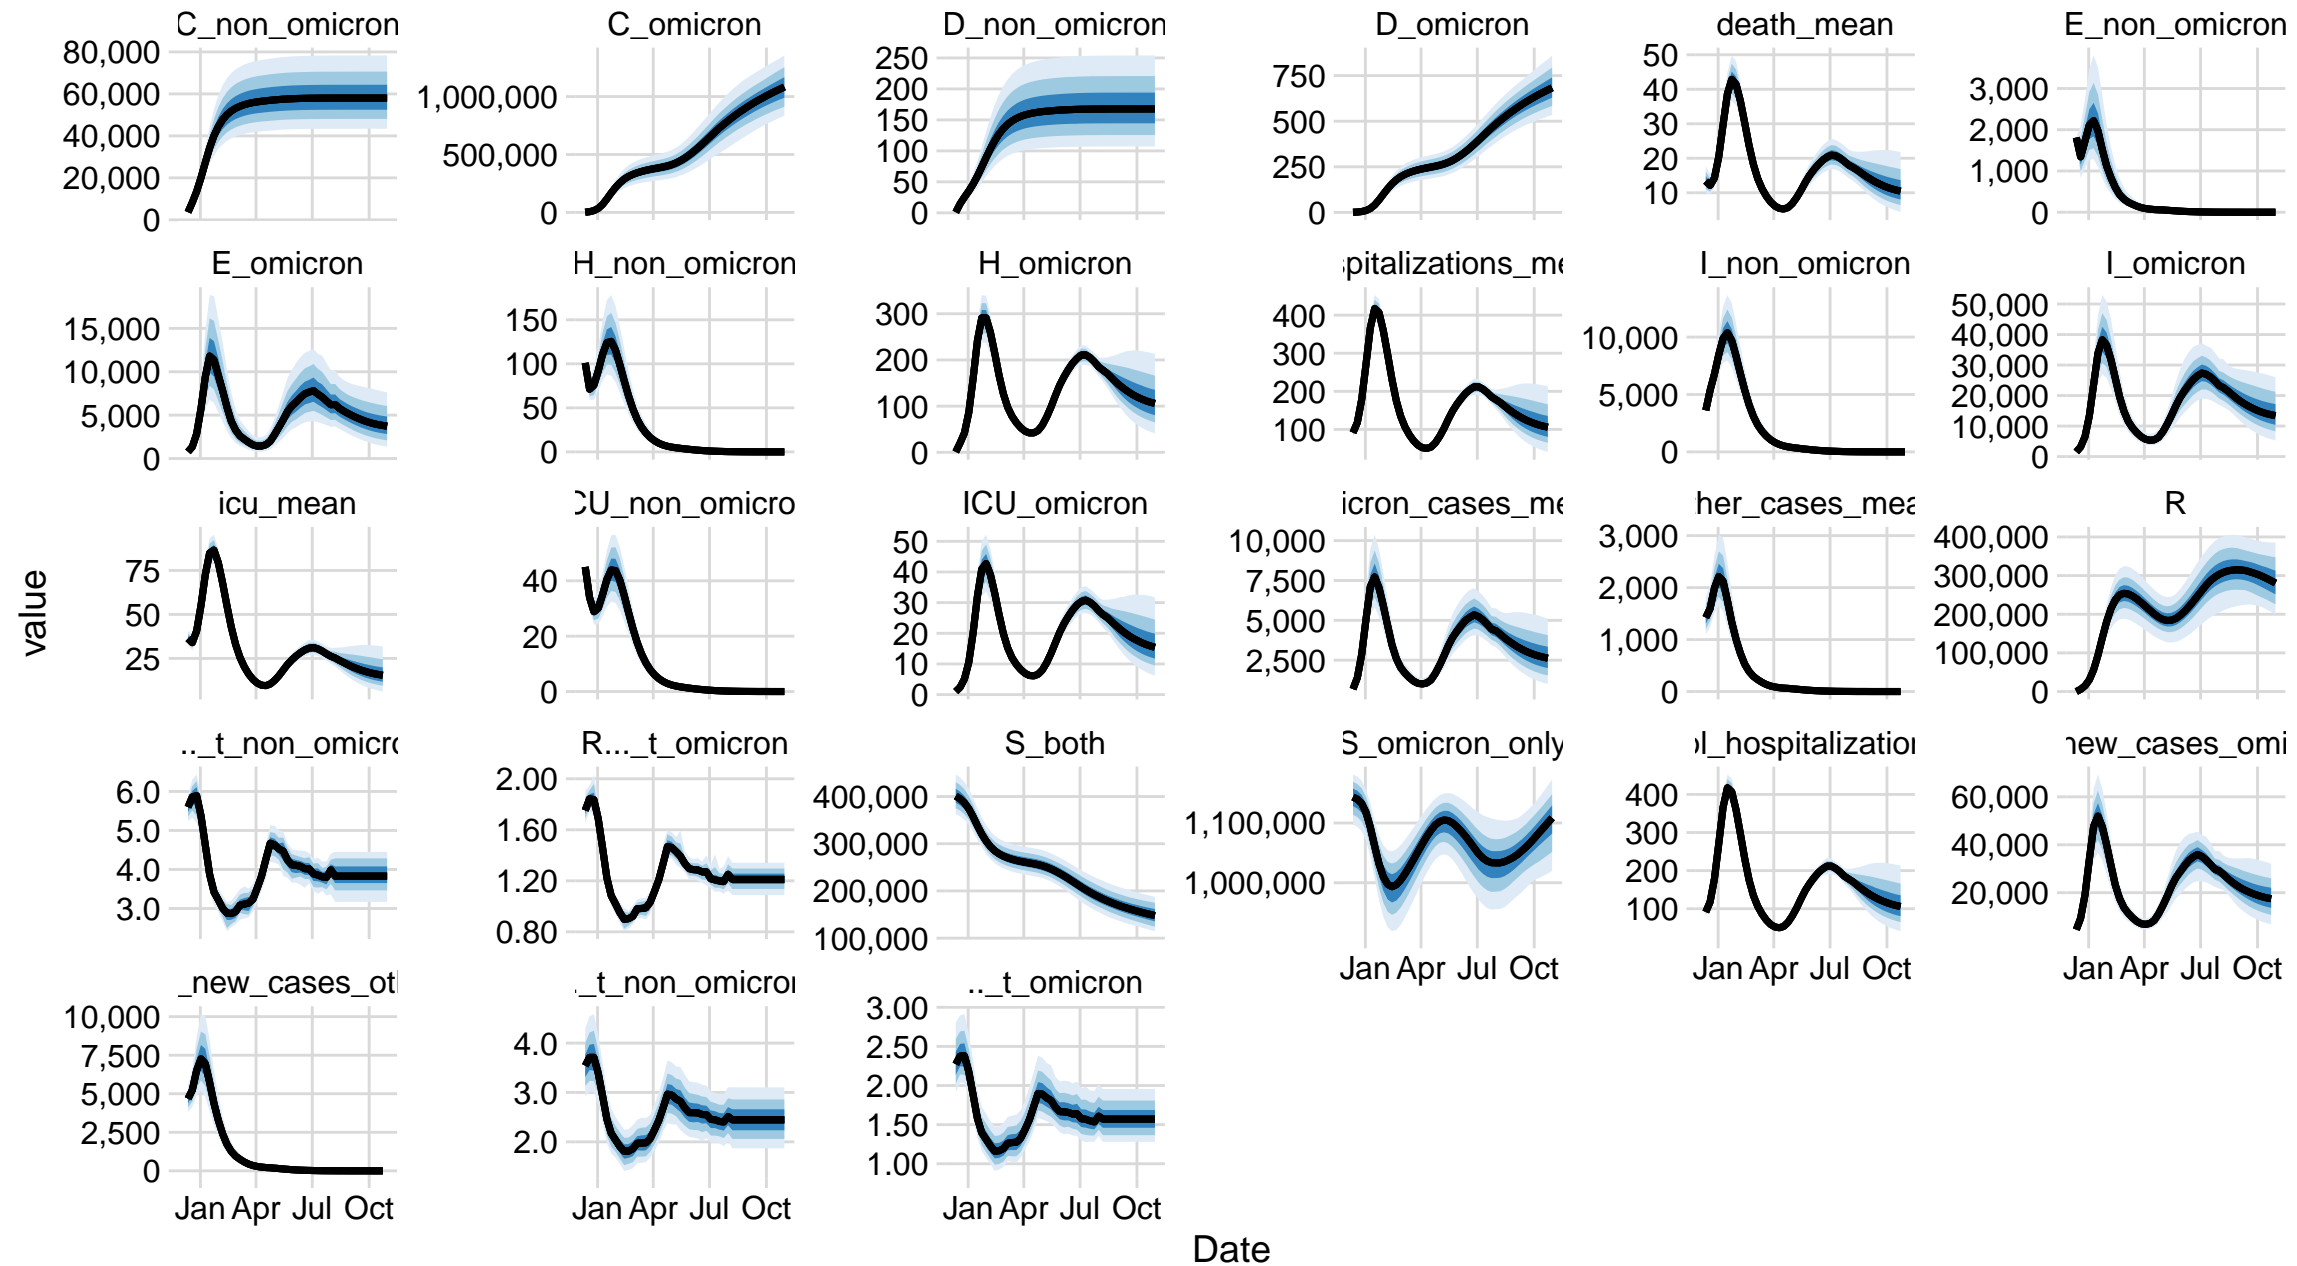 C_non_omicron C_omicron D_non_omicron D_omicron death_mean E_non_omicron
80,000 60,000 40,000 20,000 0
1,000,000 500,000 0
250 200 150 100 50 0
750 500 250 0
50 40 30 20 10
3,000 2,000 1,000 0
E_omicron H_non_omicron H_omicron spitalizations_me I_non_omicron I_omicron
15,000 10,000 5,000 0
150 100 50 0
300 200 100 0
400 300 200 100
10,000 5,000 0
50,000 40,000 30,000 20,000 10,000 0
icu_mean CU_non_omicro ICU_omicron icron_cases_me her_cases_mea R
75 50 25
40 20 0
50 40 30 20 10 0
10,000 7,500 5,000 2,500
3,000 2,000 1,000 0
400,000 300,000 200,000 100,000 0
.._t_non_omicro R..._t_omicron S_both S_omicron_only ol_hospitalization new_cases_omi
6.0 5.0 4.0 3.0
2.00 1.60 1.20 0.80
400,000 300,000 200,000 100,000
1,100,000 1,000,000
400 300 200 100
60,000 40,000 20,000
Jan Apr Jul Oct Jan Apr Jul Oct Jan Apr Jul Oct
_new_cases_oth ._t_non_omicron .._t_omicron
10,000 7,500 5,000 2,500 0
4.0 3.0 2.0
3.00 2.50 2.00 1.50 1.00
Jan Apr Jul Oct Jan Apr Jul Oct Jan Apr Jul Oct
value
Date